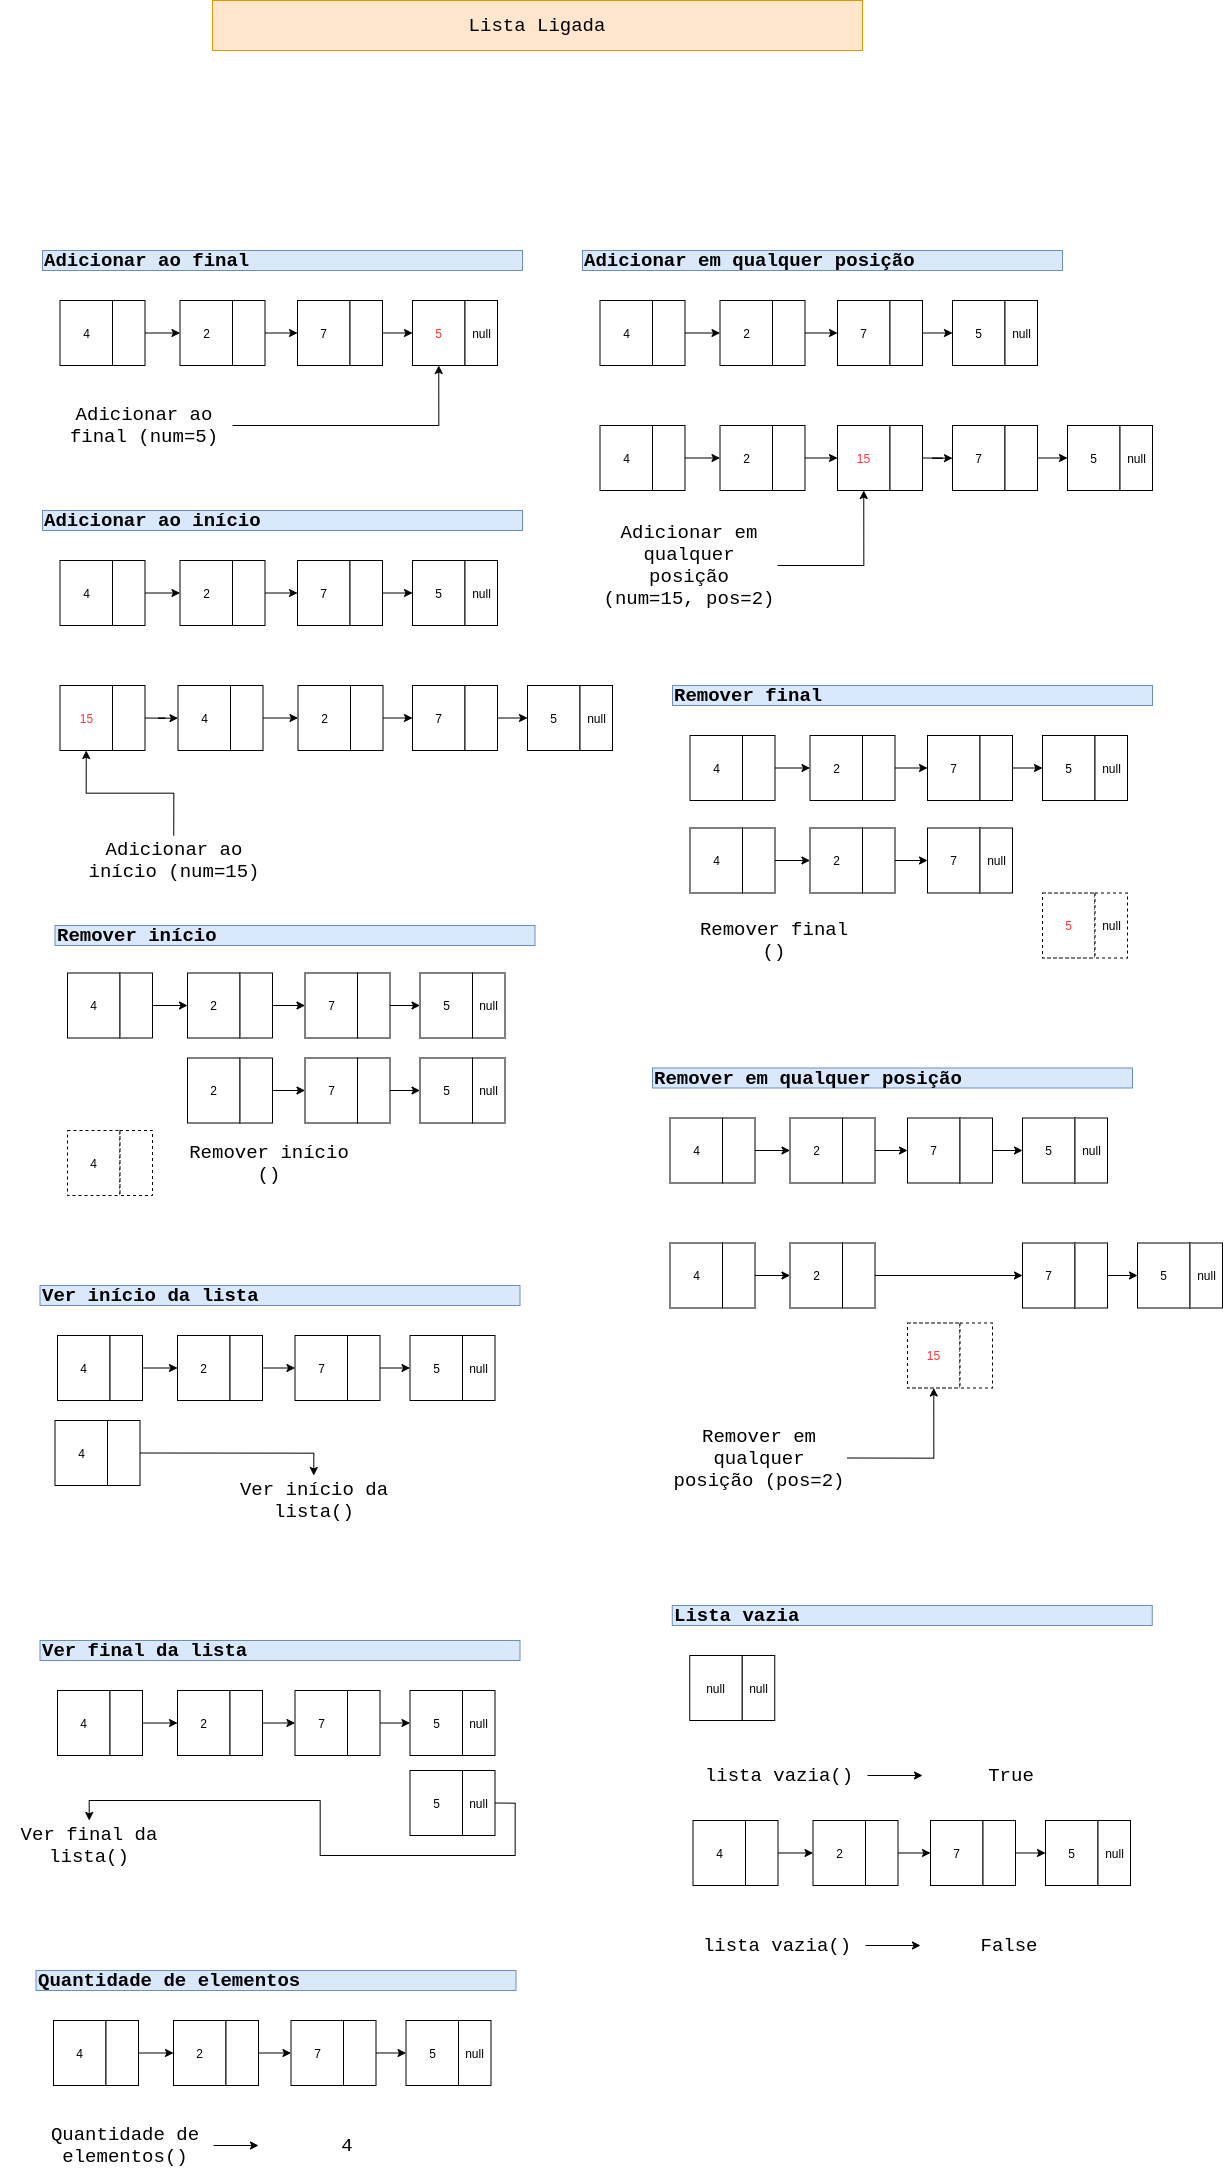 Lista Ligada
Adicionar ao final
4 2 7 5 null
Adicionar ao
final (num=5)
Adicionar ao início
4 2 7 5 null
15 4 2 7 5 null
Adicionar ao
início (num=15)
Remover início
4 2 7 5 null
2 7 5 null
4
Remover início
()
Ver início da lista
4 2 7 5 null
4
Ver início da
lista()
Ver final da lista
4 2 7 5 null
5 null
Ver final da
lista()
Quantidade de elementos
4 2 7 5 null
Quantidade de
elementos()
4
Adicionar em qualquer posição
4 2 7 5 null
4 2 15 7 5 null
Adicionar em
qualquer
posição
(num=15, pos=2)
Remover final
4 2 7 5 null
4 2 7 null
5 null
Remover final
()
Remover em qualquer posição
4 2 7 5 null
4 2 7 5 null
15
Remover em
qualquer
posição (pos=2)
Lista vazia
null null
lista vazia() True
4 2 7 5 null
lista vazia() False